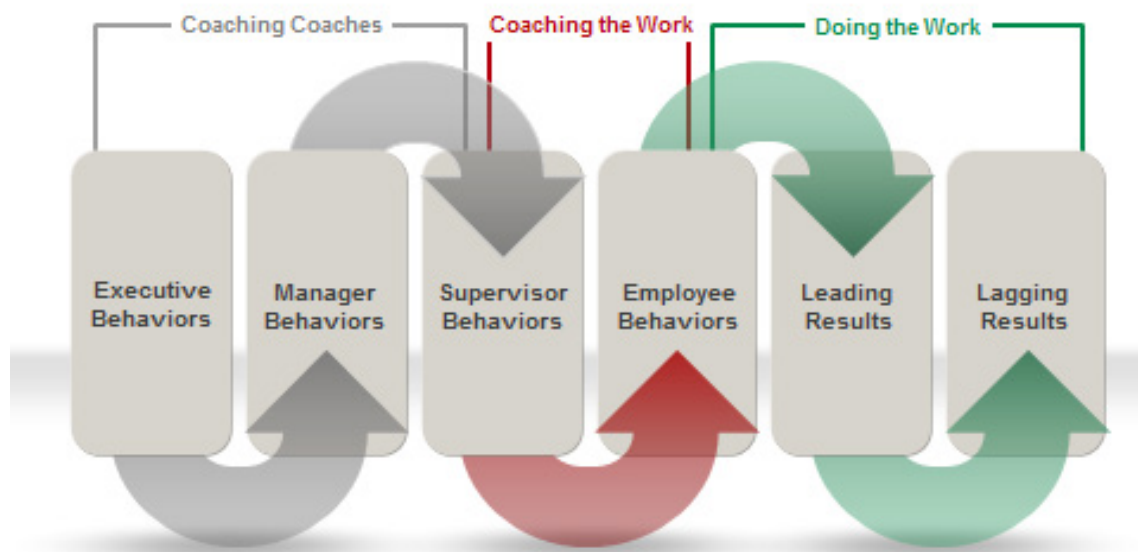 Coaching Coaches
Coaching the Work
Doing the Work
Executive
Behaviors
Manager
Behaviors
Supervisor
Behaviors
Employee
Behaviors
Leading
Results
Lagging
Results